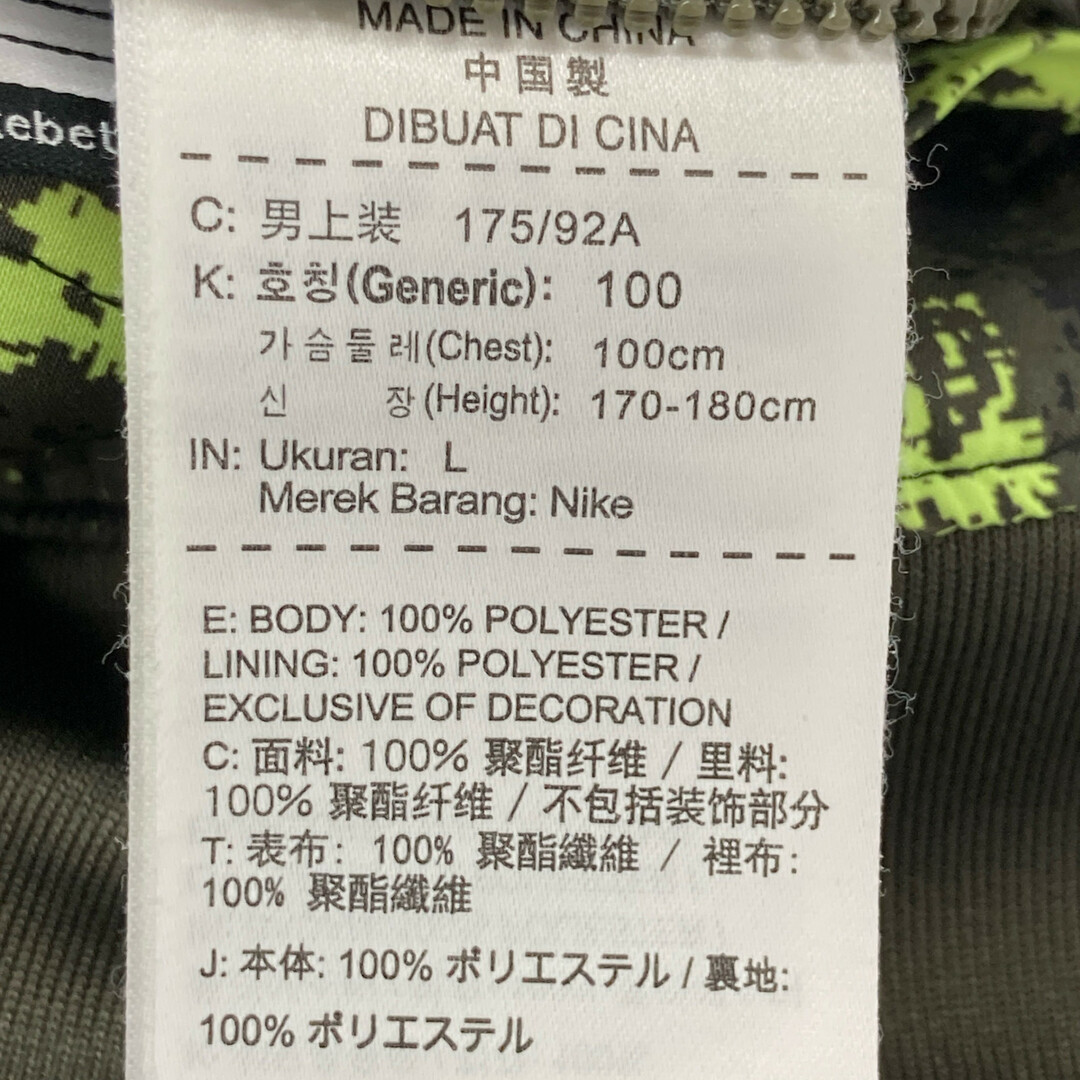 MADE IN CHINA
中国製
DIBUAT DI CINA
C: 男上装 175/92A
K: 호칭(Generic): 100
가슴둘레(Chest): 100cm
신 장(Height): 170-180cm
IN: Ukuran: L
Merek Barang: Nike
E: BODY: 100% POLYESTER /
LINING: 100% POLYESTER /
EXCLUSIVE OF DECORATION
C: 面料: 100% 聚酯纤维 / 里料:
100% 聚酯纤维 / 不包括装饰部分
T: 表布: 100% 聚酯纖維 / 裡布:
100% 聚酯纖維
J: 本体: 100% ポリエステル / 裏地:
100% ポリエステル